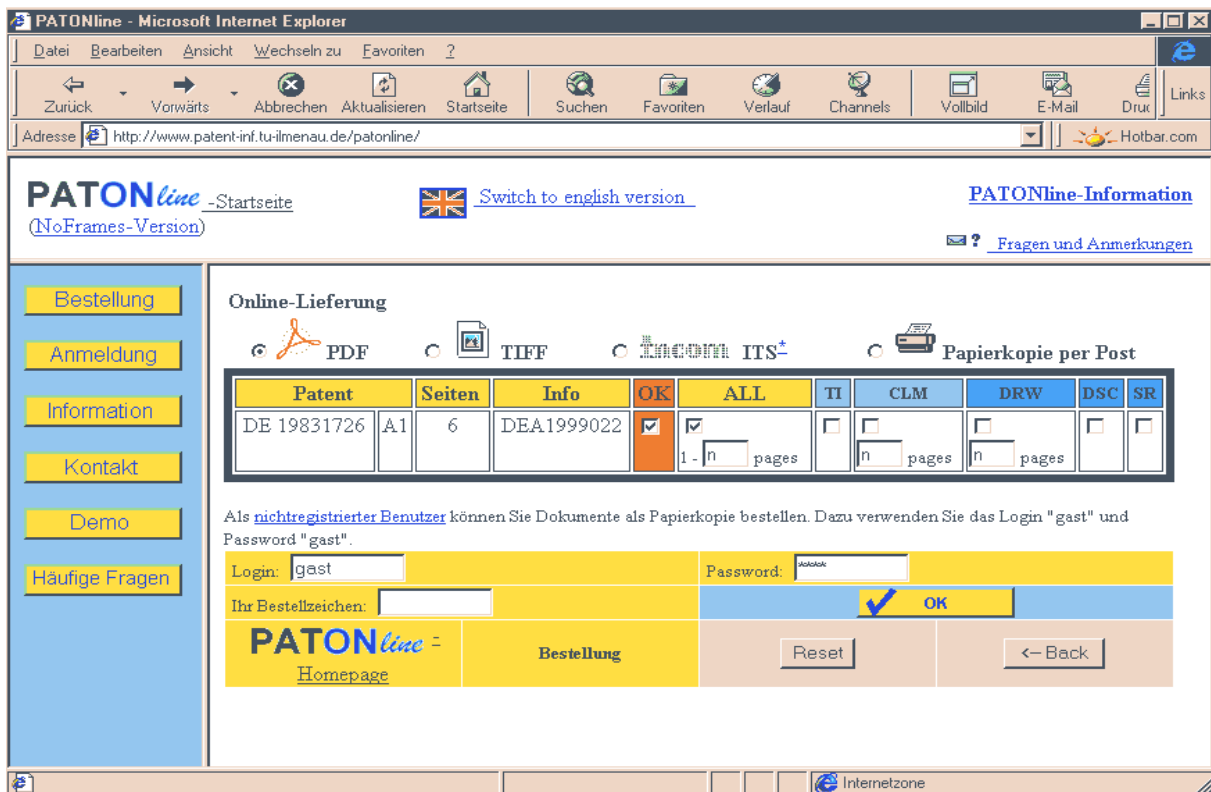 PATONline - Microsoft Internet Explorer
Datei Bearbeiten Ansicht Wechseln zu Favoriten ?
Zurück Vorwärts Abbrechen Aktualisieren Startseite Suchen Favoriten Verlauf Channels Vollbild E-Mail Druc Links
Adresse http://www.patent-inf.tu-ilmenau.de/patonline/ Hotbar.com
PATONline -Startseite Switch to english version PATONline-Information
(NoFrames-Version)
? Fragen und Anmerkungen
Bestellung
Anmeldung
Information
Kontakt
Demo
Häufige Fragen
Online-Lieferung
PDF TIFF incom ITS* Papierkopie per Post
Patent Seiten Info OK ALL TI CLM DRW DSC SR
DE 19831726 A1 6 DEA1999022
1 - n pages n pages n pages
Als nichtregistrierter Benutzer können Sie Dokumente als Papierkopie bestellen. Dazu verwenden Sie das Login "gast" und
Password "gast".
Login: gast Password: ****
Ihr Bestellzeichen: OK
PATONline - Bestellung Reset <-- Back
Homepage
Internetzone